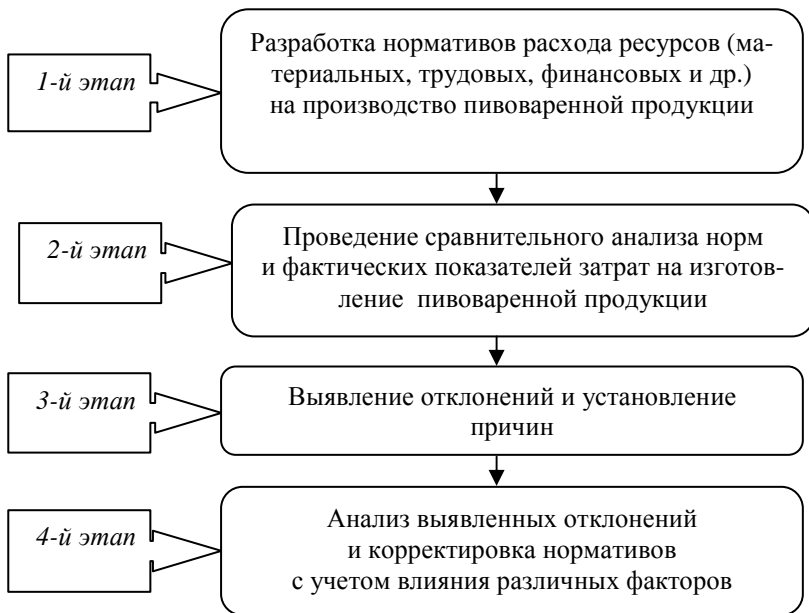 1-й этап
Разработка нормативов расхода ресурсов (ма-
териальных, трудовых, финансовых и др.)
на производство пивоваренной продукции
2-й этап
Проведение сравнительного анализа норм
и фактических показателей затрат на изготов-
ление пивоваренной продукции
3-й этап
Выявление отклонений и установление
причин
4-й этап
Анализ выявленных отклонений
и корректировка нормативов
с учетом влияния различных факторов